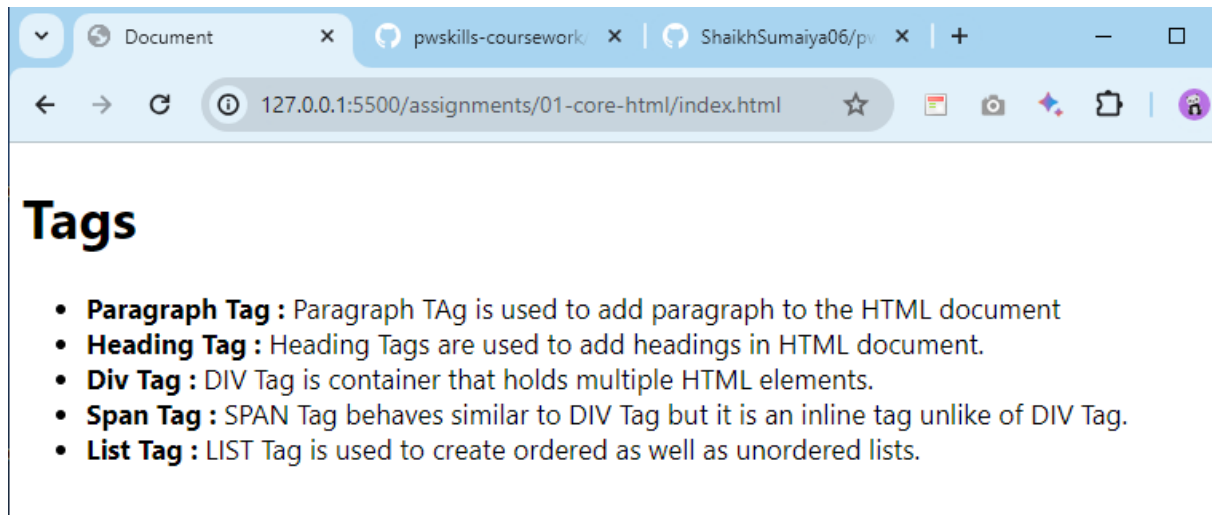 Document
pwskills-coursework/
ShaikhSumaiya06/pw
127.0.0.1:5500/assignments/01-core-html/index.html
Tags
Paragraph Tag : Paragraph TAg is used to add paragraph to the HTML document
Heading Tag : Heading Tags are used to add headings in HTML document.
Div Tag : DIV Tag is container that holds multiple HTML elements.
Span Tag : SPAN Tag behaves similar to DIV Tag but it is an inline tag unlike of DIV Tag.
List Tag : LIST Tag is used to create ordered as well as unordered lists.